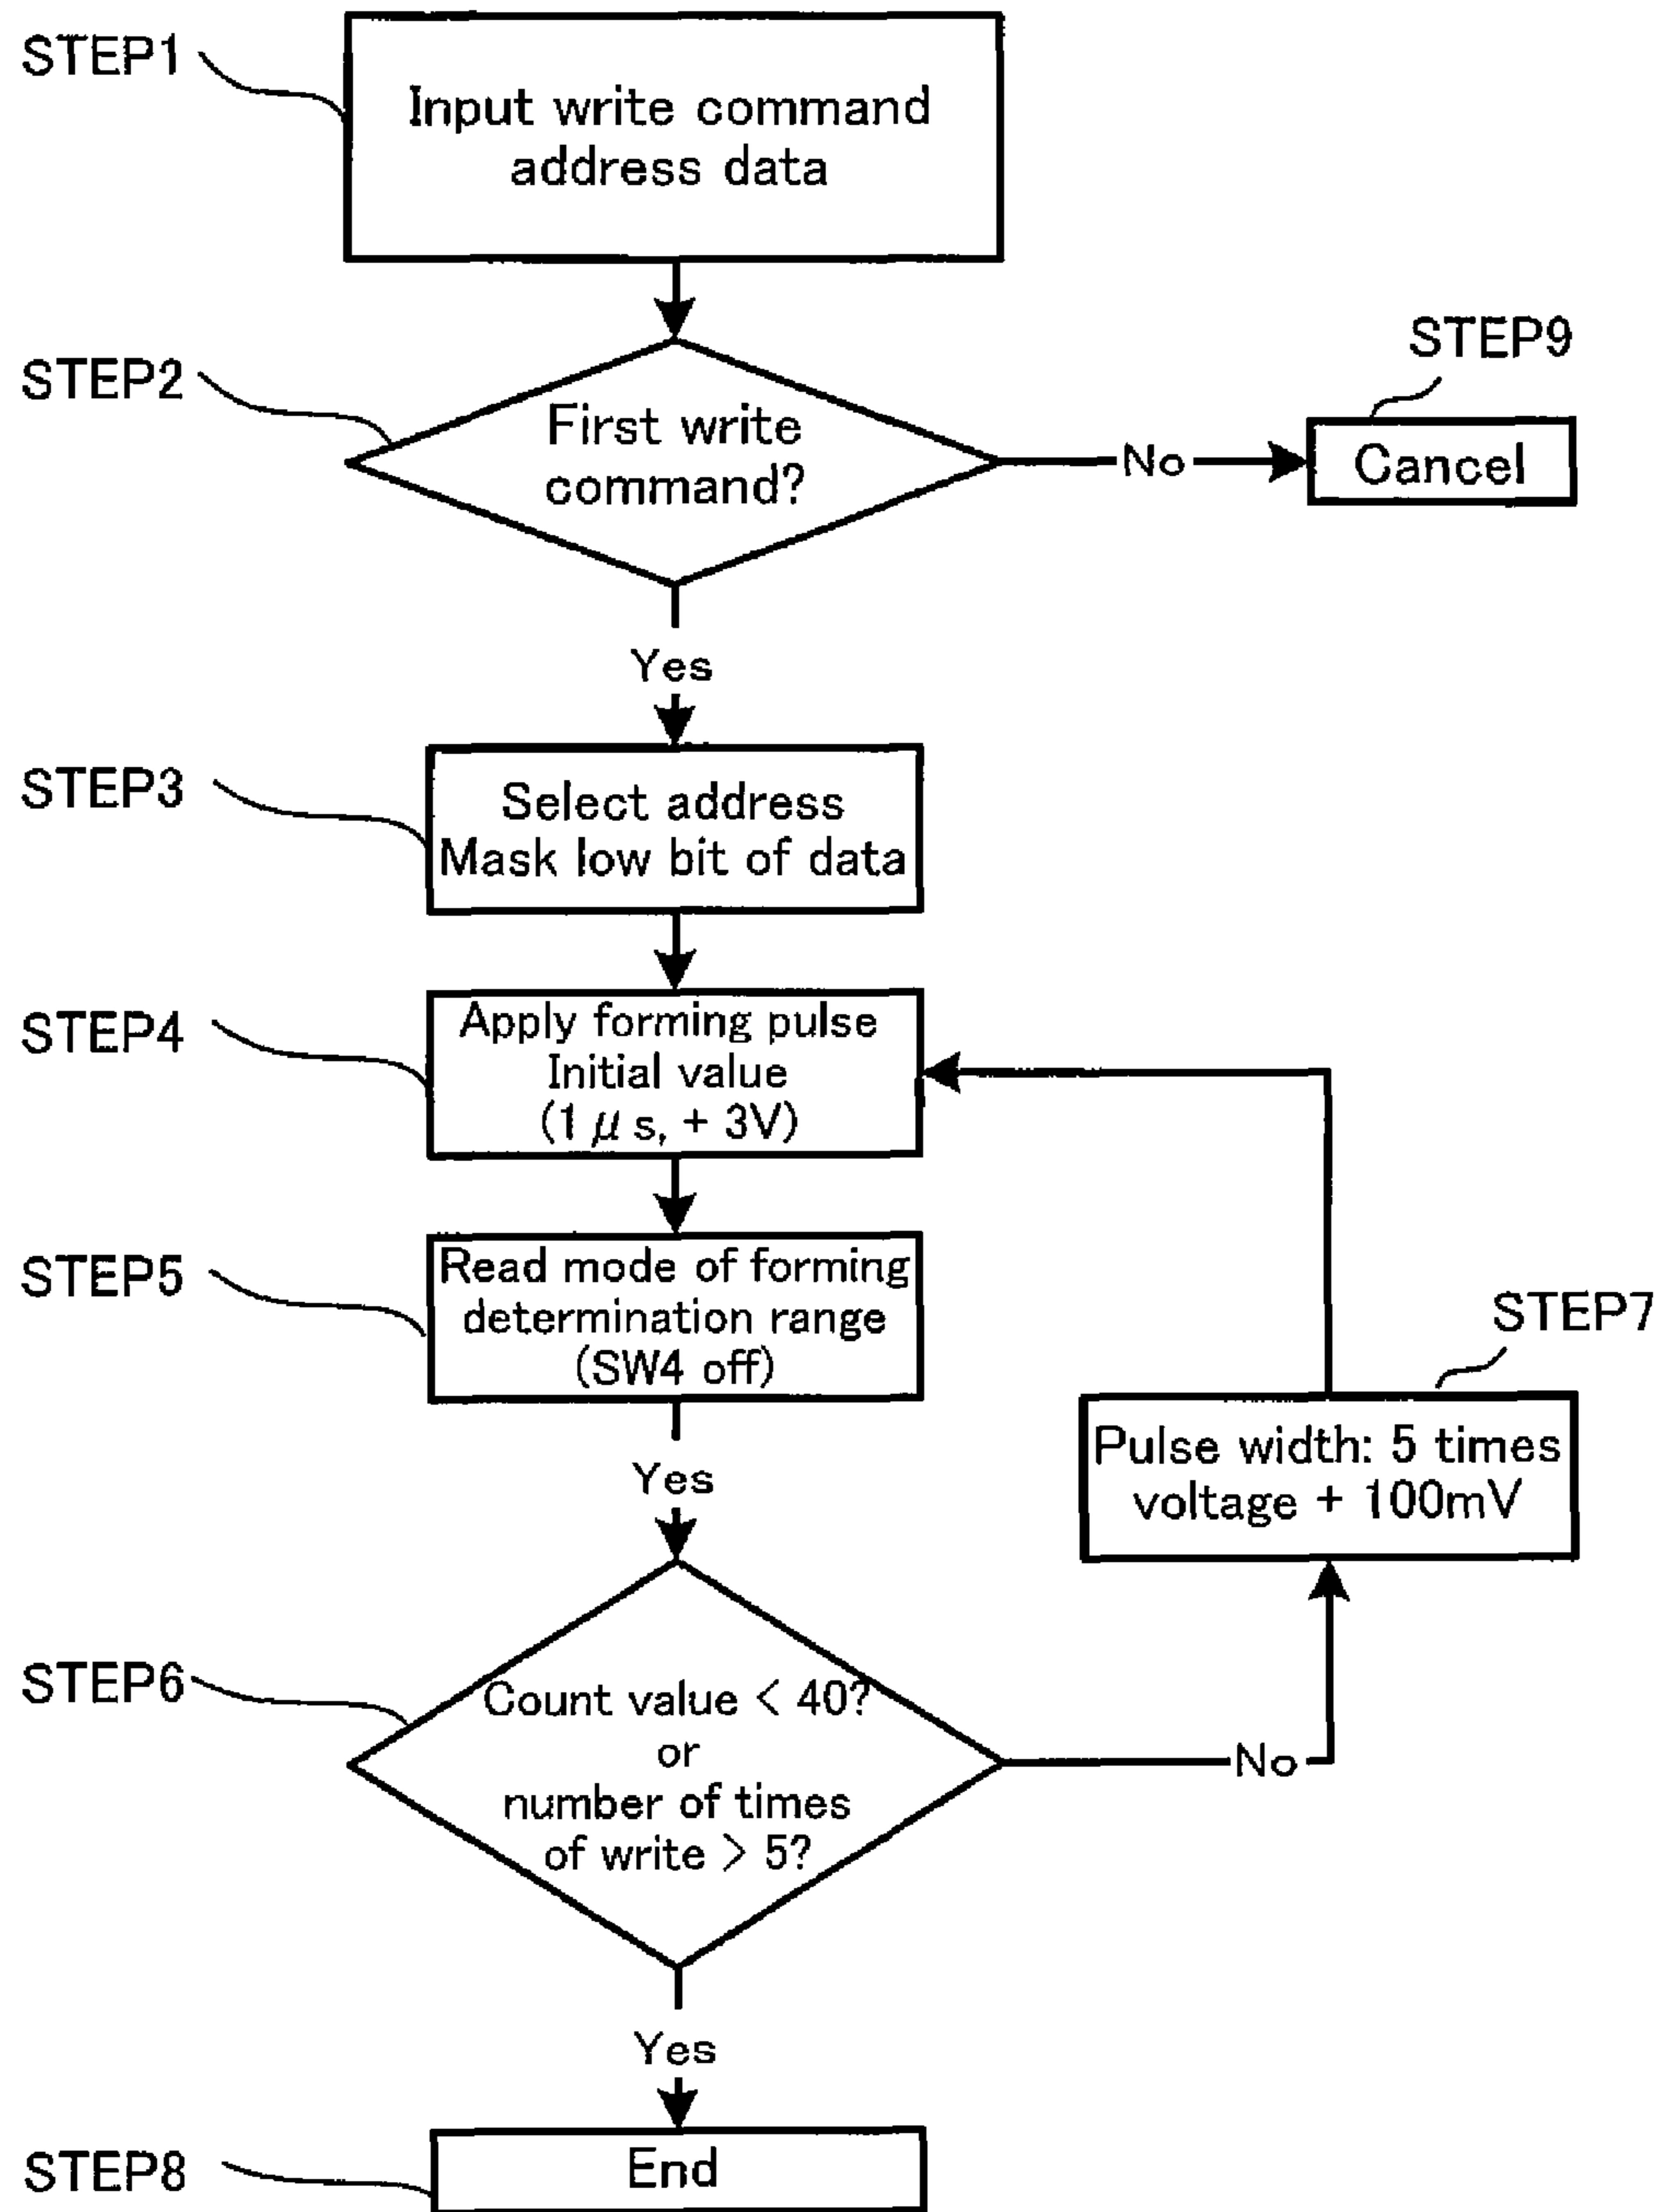 STEP1
Input write command
address data
STEP2
First write
command?
No
STEP9
Cancel
Yes
STEP3
Select address
Mask low bit of data
STEP4
Apply forming pulse
Initial value
(1 μ s, + 3V)
STEP5
Read mode of forming
determination range
(SW4 off)
STEP7
Pulse width: 5 times
voltage + 100mV
Yes
STEP6
Count value < 40?
or
number of times
of write > 5?
No
Yes
STEP8
End